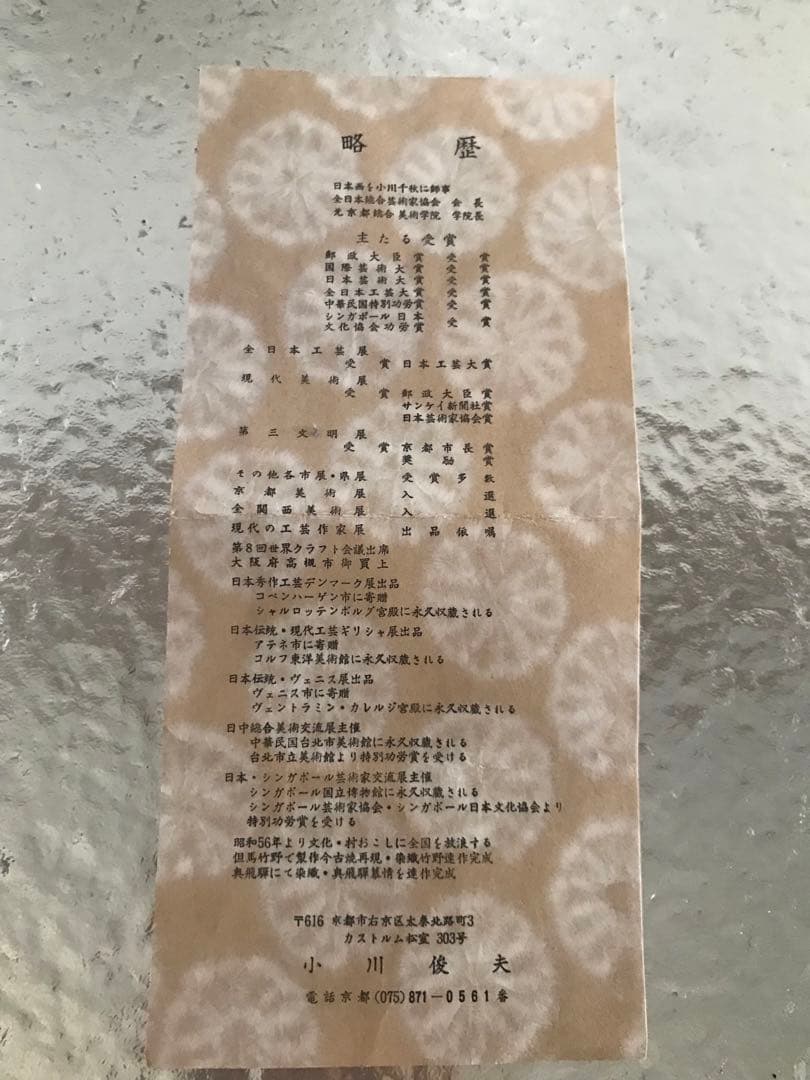 略歴
日本画を小川千秋に師事
全日本総合芸術家協会 会長
元京都総合美術学院 学院長
主たる受賞
郵政大臣賞 受賞
国際芸術大賞 受賞
日本芸術大賞 受賞
全日本工芸大賞 受賞
中華民国特別功労賞 受賞
シンガポール日本
文化協会功労賞 受賞
全日本工芸展
受賞 日本工芸大賞
現代美術展
受賞 郵政大臣賞
サンケイ新聞社賞
日本芸術家協会賞
第三文明展
受賞 京都市長賞
奨励賞
その他各市展・県展 受賞多数
京都美術展 入選
全関西美術展 入選
現代の工芸作家展 出品依嘱
第8回世界クラフト会議出席
大阪府高槻市御買上
日本秀作工芸デンマーク展出品
コペンハーゲン市に寄贈
シャルロッテンボルグ宮殿に永久収蔵される
日本伝統・現代工芸ギリシャ展出品
アテネ市に寄贈
コルフ東洋美術館に永久収蔵される
日本伝統・ヴェニス展出品
ヴェニス市に寄贈
ヴェントラミン・カレルジ宮殿に永久収蔵される
日中総合美術交流展主催
中華民国台北市美術館に永久収蔵される
台北市立美術館より特別功労賞を受ける
日本・シンガポール芸術家交流展主催
シンガポール国立博物館に永久収蔵される
シンガポール芸術家協会・シンガポール日本文化協会より
特別功労賞を受ける
昭和56年より文化・村おこしに全国を放浪する
但馬竹野で製作今古焼再現・染織竹野連作完成
奥飛騨にて染織・奥飛騨慕情を連作完成
〒616 京都市右京区太秦北路町3
カストルム松室 303号
小川俊夫
電話京都(075)871-0561番